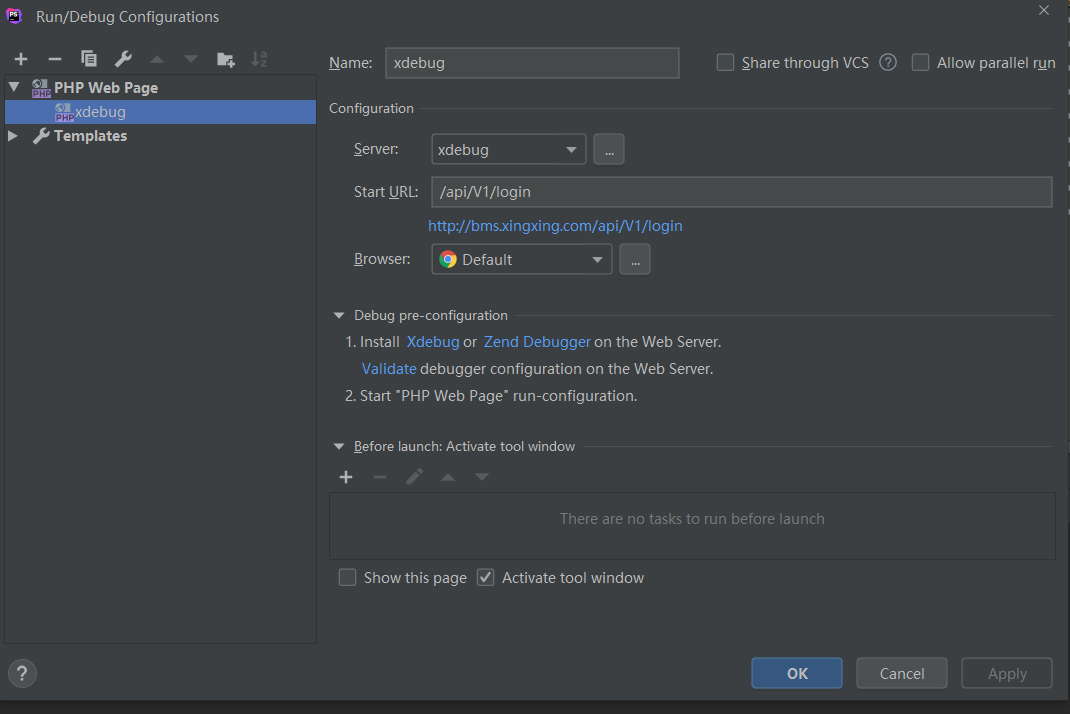 Run/Debug Configurations
Name: xdebug Share through VCS ? Allow parallel run
PHP Web Page
xdebug
Templates
Configuration
Server: xdebug ...
Start URL: /api/V1/login
http://bms.xingxing.com/api/V1/login
Browser: Default ...
Debug pre-configuration
1. Install Xdebug or Zend Debugger on the Web Server.
Validate debugger configuration on the Web Server.
2. Start "PHP Web Page" run-configuration.
Before launch: Activate tool window
There are no tasks to run before launch
Show this page Activate tool window
? OK Cancel Apply